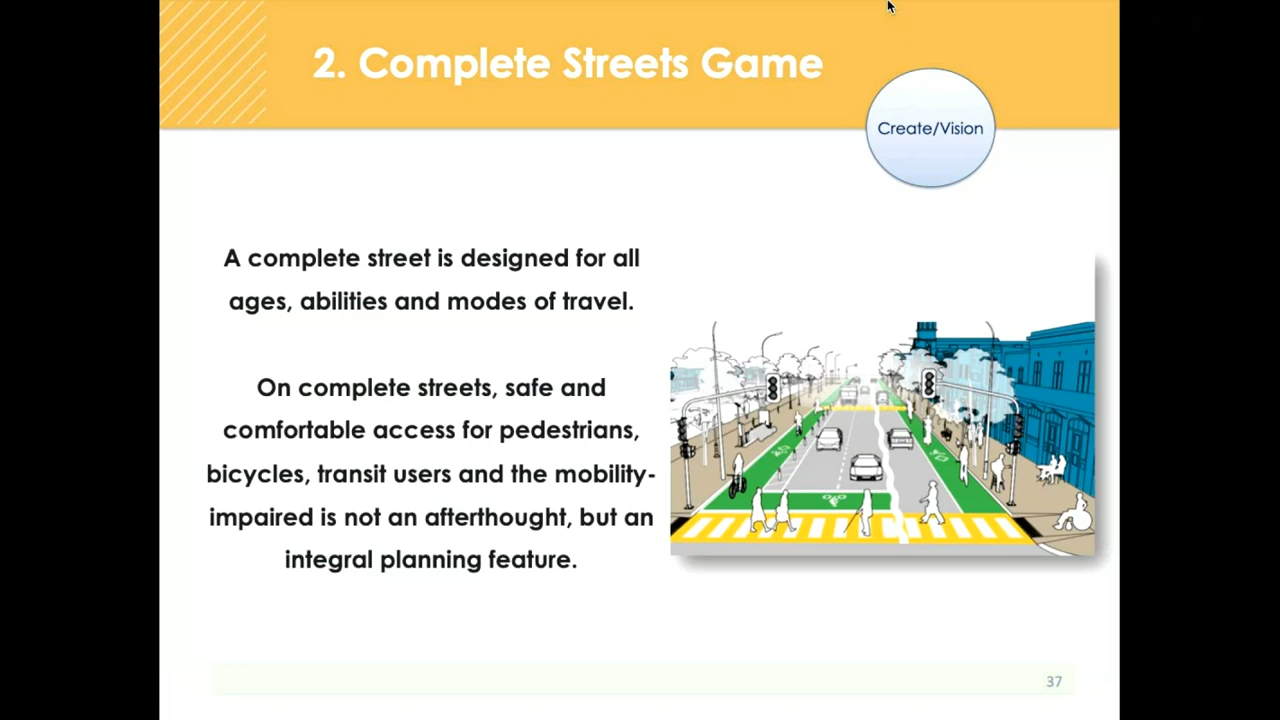 2. Complete Streets Game
Create/Vision
A complete street is designed for all
ages, abilities and modes of travel.
On complete streets, safe and
comfortable access for pedestrians,
bicycles, transit users and the mobility-
impaired is not an afterthought, but an
integral planning feature.
37